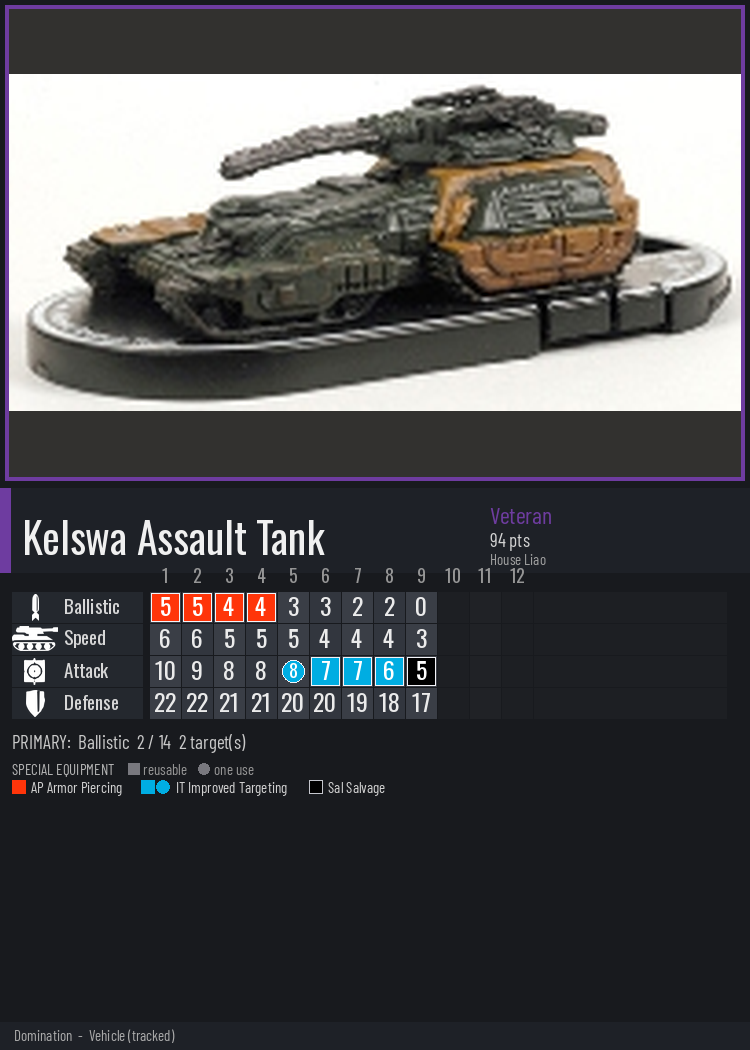 Kelswa Assault Tank
Veteran
94 pts
House Liao
1 2 3 4 5 6 7 8 9 10 11 12
Ballistic 5 5 4 4 3 3 2 2 0
Speed 6 6 5 5 5 4 4 4 3
Attack 10 9 8 8 8 7 7 6 5
Defense 22 22 21 21 20 20 19 18 17
PRIMARY: Ballistic 2 / 14 2 target(s)
SPECIAL EQUIPMENT reusable one use
AP Armor Piercing IT Improved Targeting Sal Salvage
Domination - Vehicle (tracked)